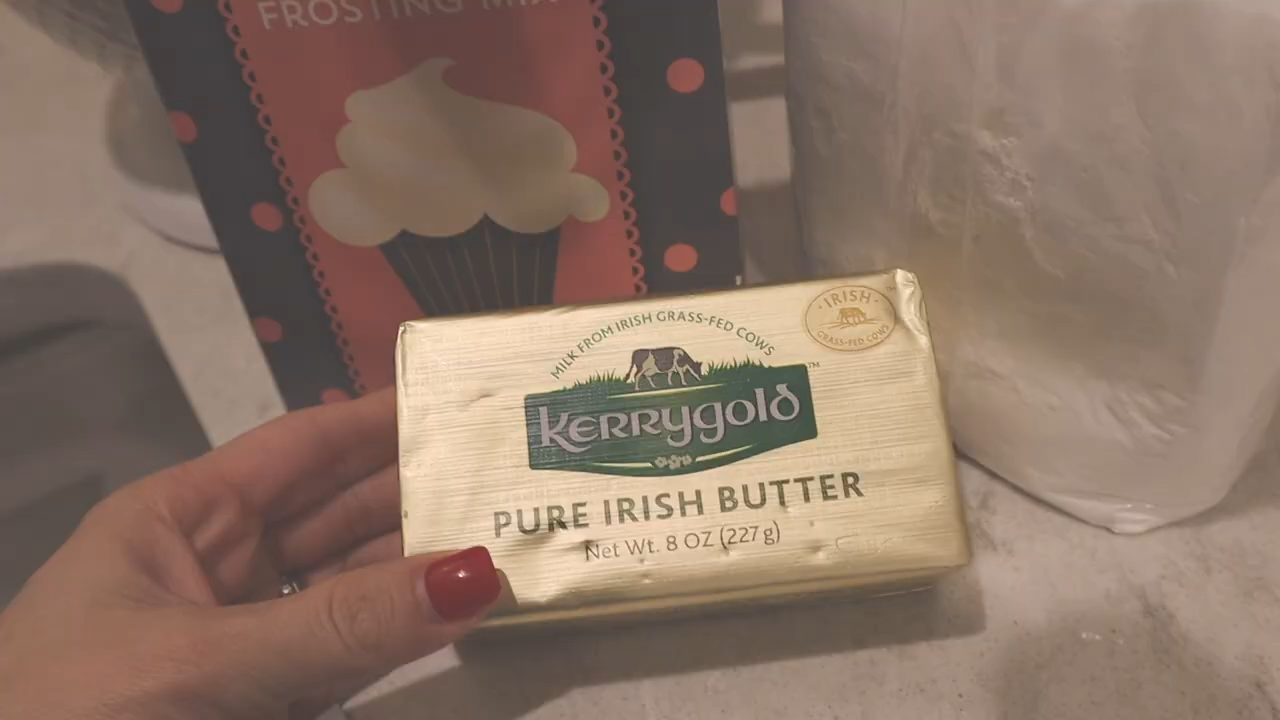 FROSTING MIX
MILK FROM IRISH GRASS-FED COWS
IRISH
GRASS-FED COWS
Kerrygold
PURE IRISH BUTTER
Net Wt. 8 OZ (227g)